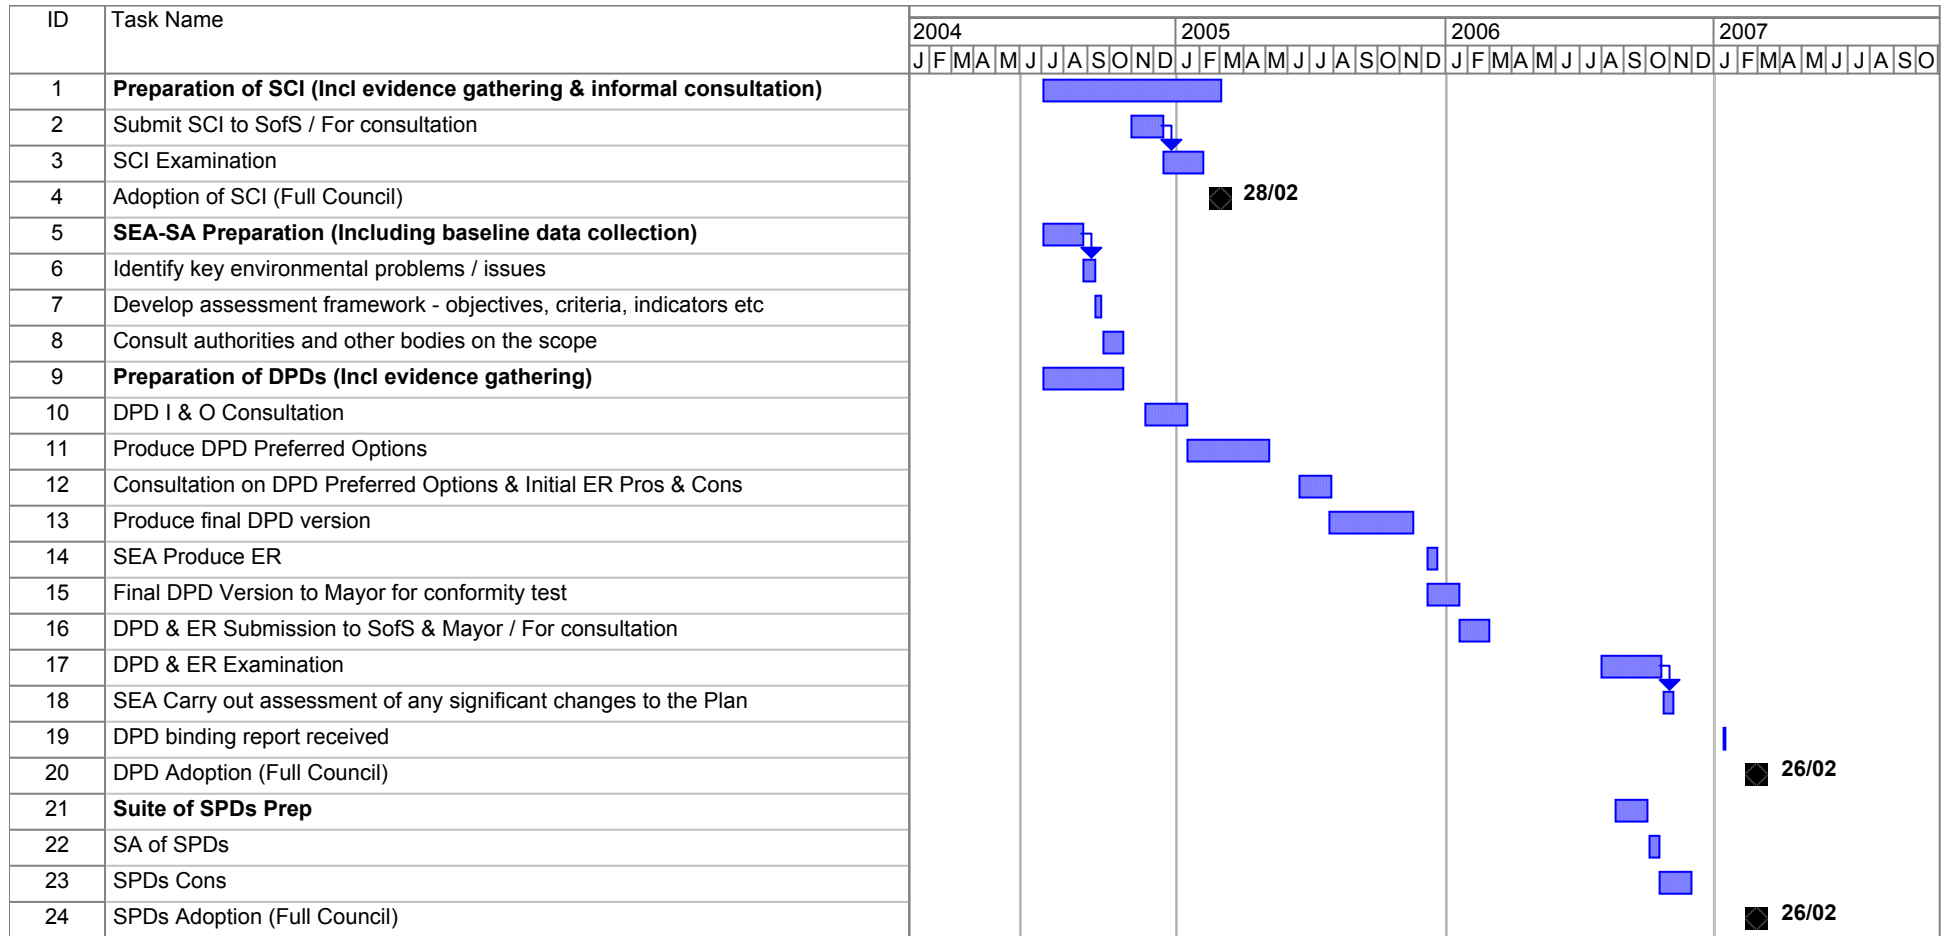 ID Task Name
2004 2005 2006 2007
J F M A M J J A S O N D J F M A M J J A S O N D J F M A M J J A S O N D J F M A M J J A S O
1 Preparation of SCI (Incl evidence gathering & informal consultation)
2 Submit SCI to SofS / For consultation
3 SCI Examination
4 Adoption of SCI (Full Council) 28/02
5 SEA-SA Preparation (Including baseline data collection)
6 Identify key environmental problems / issues
7 Develop assessment framework - objectives, criteria, indicators etc
8 Consult authorities and other bodies on the scope
9 Preparation of DPDs (Incl evidence gathering)
10 DPD I & O Consultation
11 Produce DPD Preferred Options
12 Consultation on DPD Preferred Options & Initial ER Pros & Cons
13 Produce final DPD version
14 SEA Produce ER
15 Final DPD Version to Mayor for conformity test
16 DPD & ER Submission to SofS & Mayor / For consultation
17 DPD & ER Examination
18 SEA Carry out assessment of any significant changes to the Plan
19 DPD binding report received
20 DPD Adoption (Full Council) 26/02
21 Suite of SPDs Prep
22 SA of SPDs
23 SPDs Cons
24 SPDs Adoption (Full Council) 26/02